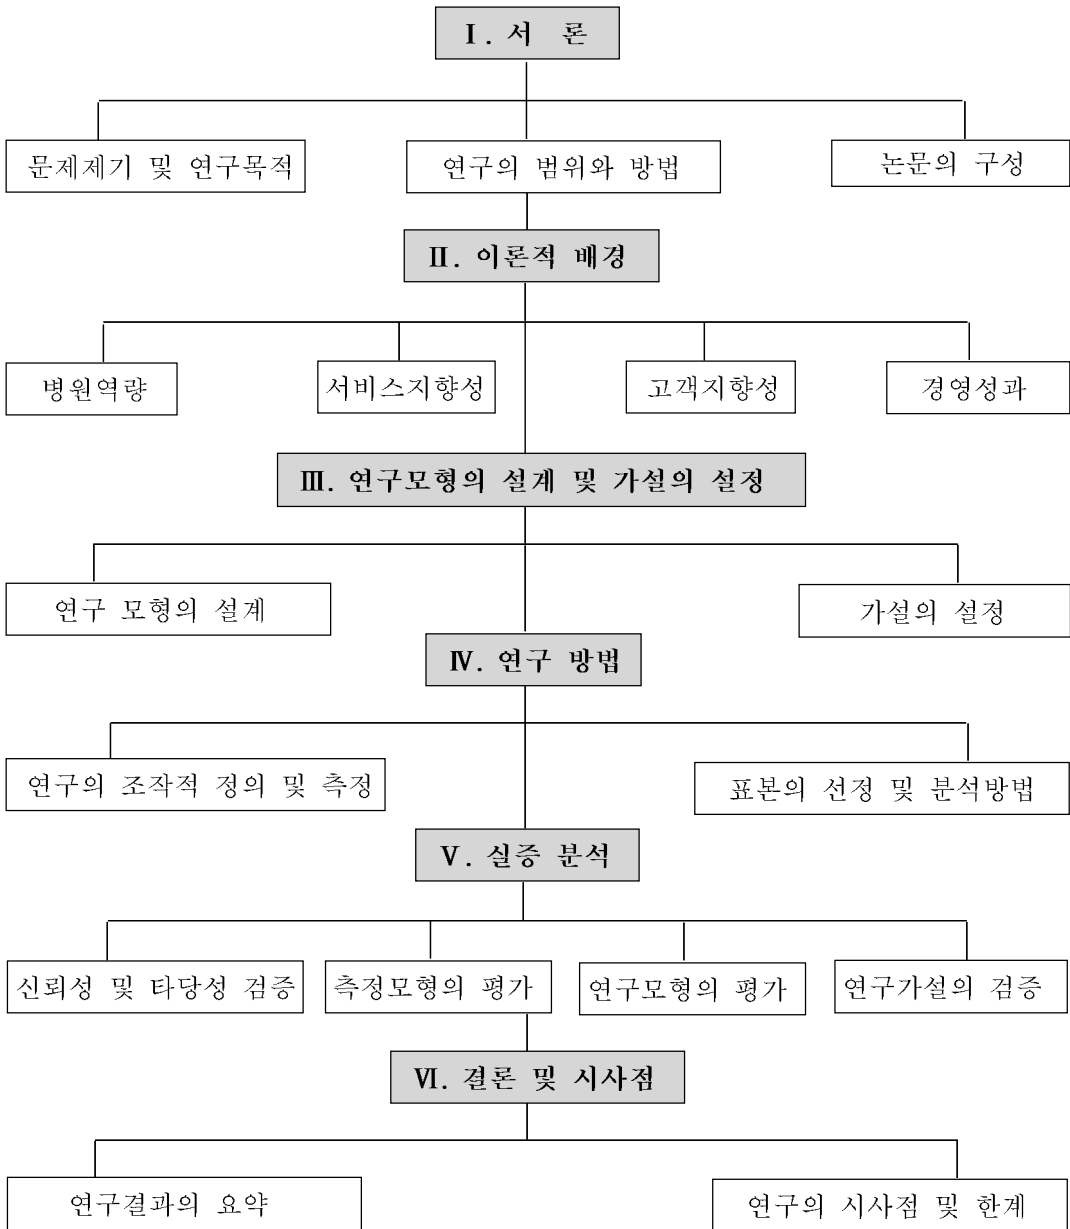 Ⅰ. 서 론
문제제기 및 연구목적
연구의 범위와 방법
논문의 구성
Ⅱ. 이론적 배경
병원역량
서비스지향성
고객지향성
경영성과
Ⅲ. 연구모형의 설계 및 가설의 설정
연구 모형의 설계
가설의 설정
Ⅳ. 연구 방법
연구의 조작적 정의 및 측정
표본의 선정 및 분석방법
Ⅴ. 실증 분석
신뢰성 및 타당성 검증
측정모형의 평가
연구모형의 평가
연구가설의 검증
Ⅵ. 결론 및 시사점
연구결과의 요약
연구의 시사점 및 한계